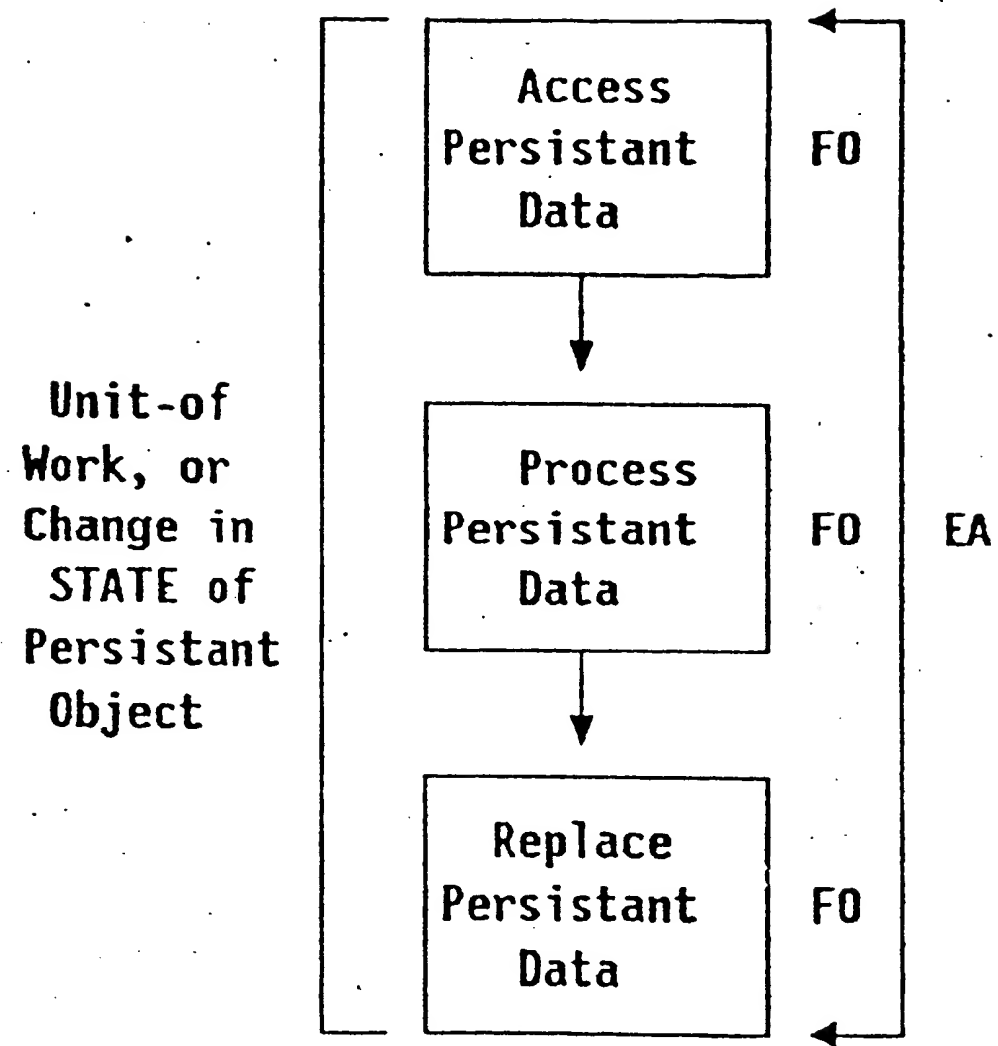 Access
Persistant
Data
FO
Unit-of
Work, or
Change in
STATE of
Persistant
Object
Process
Persistant
Data
FO
EA
Replace
Persistant
Data
FO